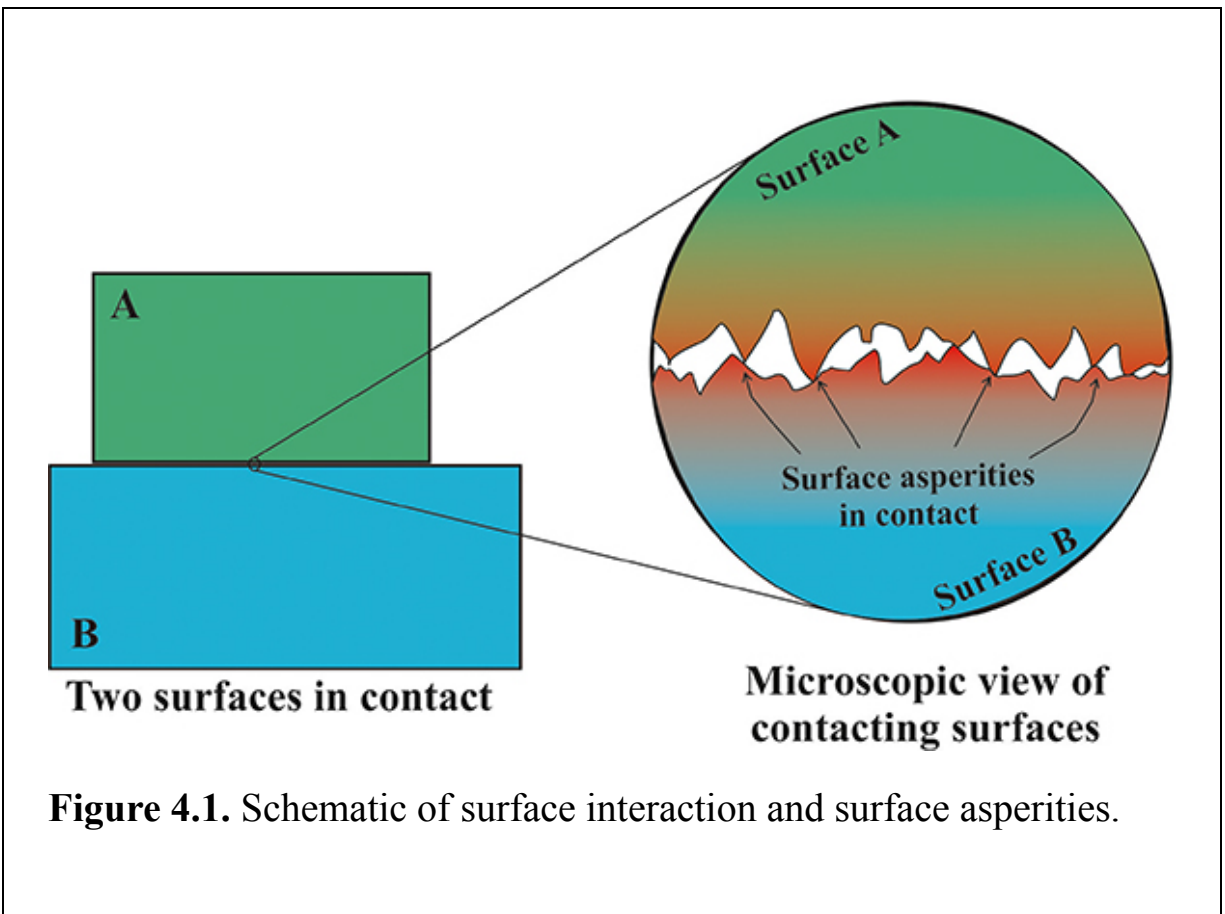 Surface A
A
Surface asperities
in contact
Surface B
B
Two surfaces in contact
Microscopic view of
contacting surfaces
Figure 4.1. Schematic of surface interaction and surface asperities.